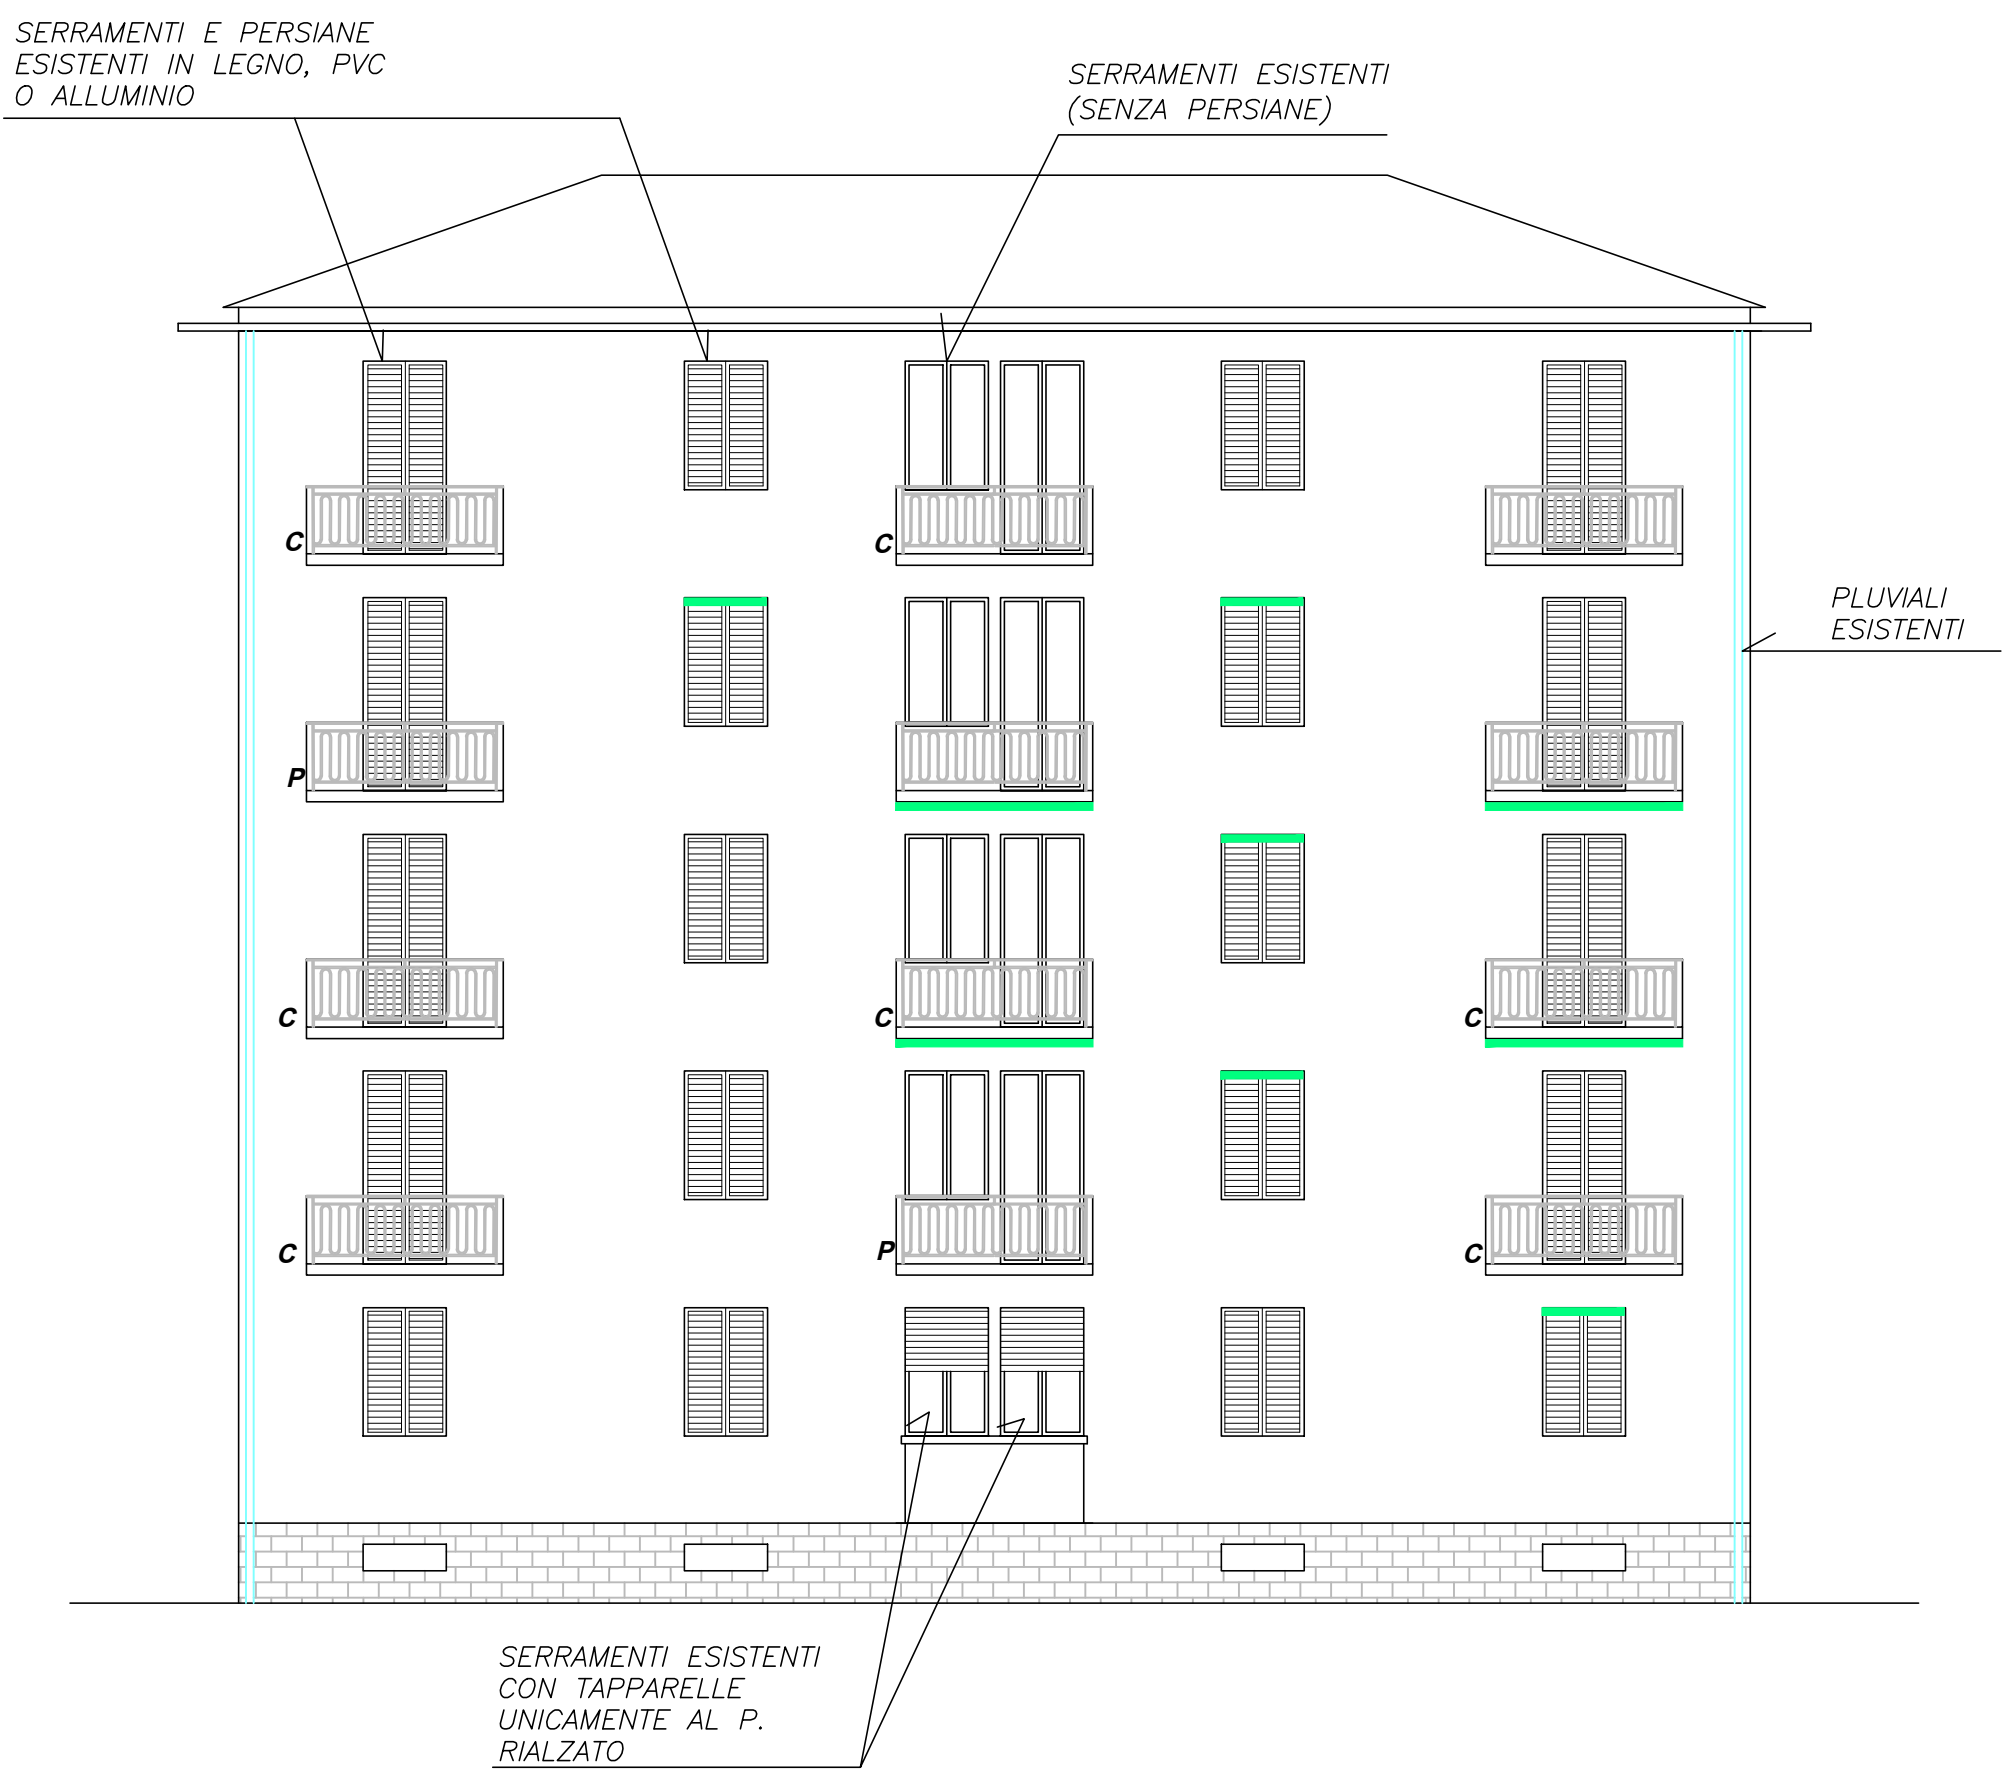 SERRAMENTI E PERSIANE
ESISTENTI IN LEGNO, PVC
O ALLUMINIO
SERRAMENTI ESISTENTI
(SENZA PERSIANE)
C
C
PLUVIALI
ESISTENTI
P
C
C
C
C
P
C
SERRAMENTI ESISTENTI
CON TAPPARELLE
UNICAMENTE AL P.
RIALZATO